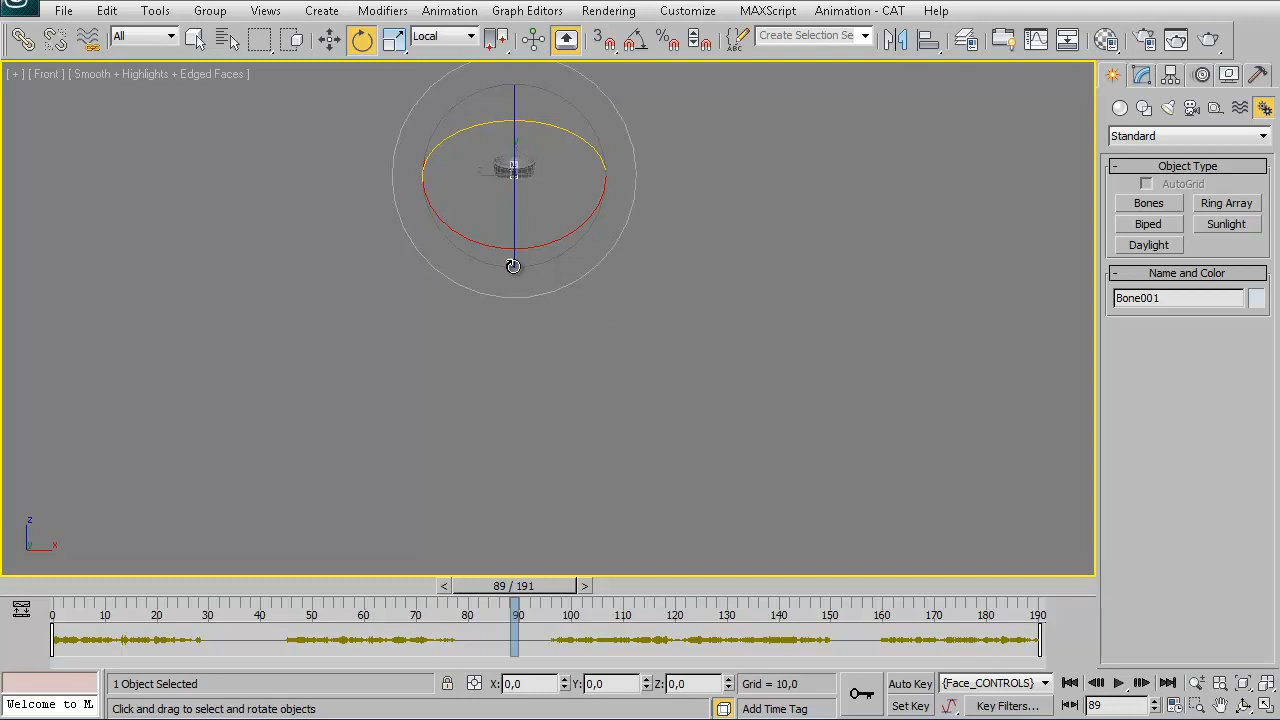 File Edit Tools Group Views Create Modifiers Animation Graph Editors Rendering Customize MAXScript Animation - CAT Help
All Local 3 Create Selection Se
[ + ] [ Front ] [ Smooth + Highlights + Edged Faces ]
Standard
- Object Type
AutoGrid
Bones Ring Array
Biped Sunlight
Daylight
- Name and Color
Bone001
z
y x
< 89 / 191 >
0 10 20 30 40 50 60 70 80 90 100 110 120 130 140 150 160 170 180 190
1 Object Selected X: 0,0 Y: 0,0 Z: 0,0 Grid = 10,0 Auto Key {Face_CONTROLS}
Welcome to M. Click and drag to select and rotate objects Add Time Tag Set Key Key Filters... 89